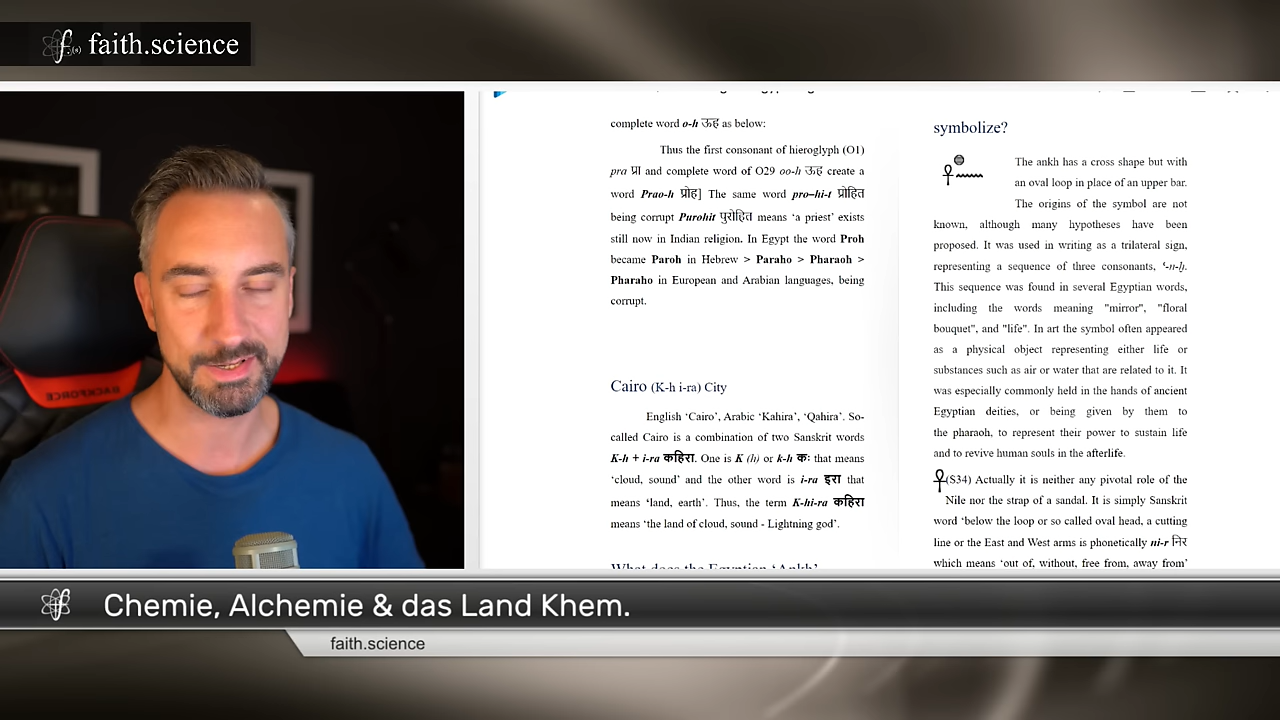 faith.science
complete word o-h ऊह as below:
Thus the first consonant of hieroglyph (O1)
pra प्रा and complete word of O29 oo-h ऊह create a
word Prao-h प्रोह] The same word pro–hi-t प्रोहित
being corrupt Purohit पुरोहित means ‘a priest’ exists
still now in Indian religion. In Egypt the word Proh
became Paroh in Hebrew > Paraho > Pharaoh >
Pharaho in European and Arabian languages, being
corrupt.
Cairo (K-h i-ra) City
English ‘Cairo’, Arabic ‘Kahira’, ‘Qahira’. So-
called Cairo is a combination of two Sanskrit words
K-h + i-ra कहिरा. One is K (h) or k-h कः that means
‘cloud, sound’ and the other word is i-ra इरा that
means ‘land, earth’. Thus, the term K-hi-ra कहिरा
means ‘the land of cloud, sound - Lightning god’.
What does the Egyptian ‘Ankh’
symbolize?
The ankh has a cross shape but with
an oval loop in place of an upper bar.
The origins of the symbol are not
known, although many hypotheses have been
proposed. It was used in writing as a trilateral sign,
representing a sequence of three consonants, ꜥ-n-ḫ.
This sequence was found in several Egyptian words,
including the words meaning "mirror", "floral
bouquet", and "life". In art the symbol often appeared
as a physical object representing either life or
substances such as air or water that are related to it. It
was especially commonly held in the hands of ancient
Egyptian deities, or being given by them to
the pharaoh, to represent their power to sustain life
and to revive human souls in the afterlife.
(S34) Actually it is neither any pivotal role of the
Nile nor the strap of a sandal. It is simply Sanskrit
word ‘below the loop or so called oval head, a cutting
line or the East and West arms is phonetically ni-r निर
which means ‘out of, without, free from, away from’
BACKFORCE
Chemie, Alchemie & das Land Khem.
faith.science